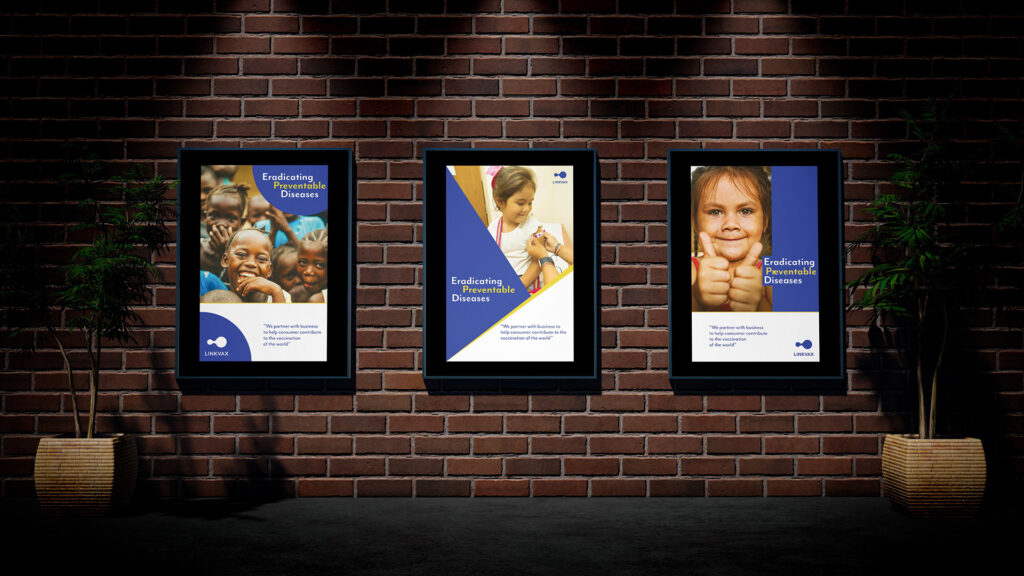 Eradicating
Preventable
Diseases
"We partner with business
to help consumer contribute
to the vaccination
of the world"
LINKVAX
LINKVAX
Eradicating
Preventable
Diseases
"We partner with business to
help consumer contribute to the
vaccination of the world"
Eradicating
Preventable
Diseases
"We partner with business
to help consumer contribute to
the vaccination
of the world"
LINKVAX